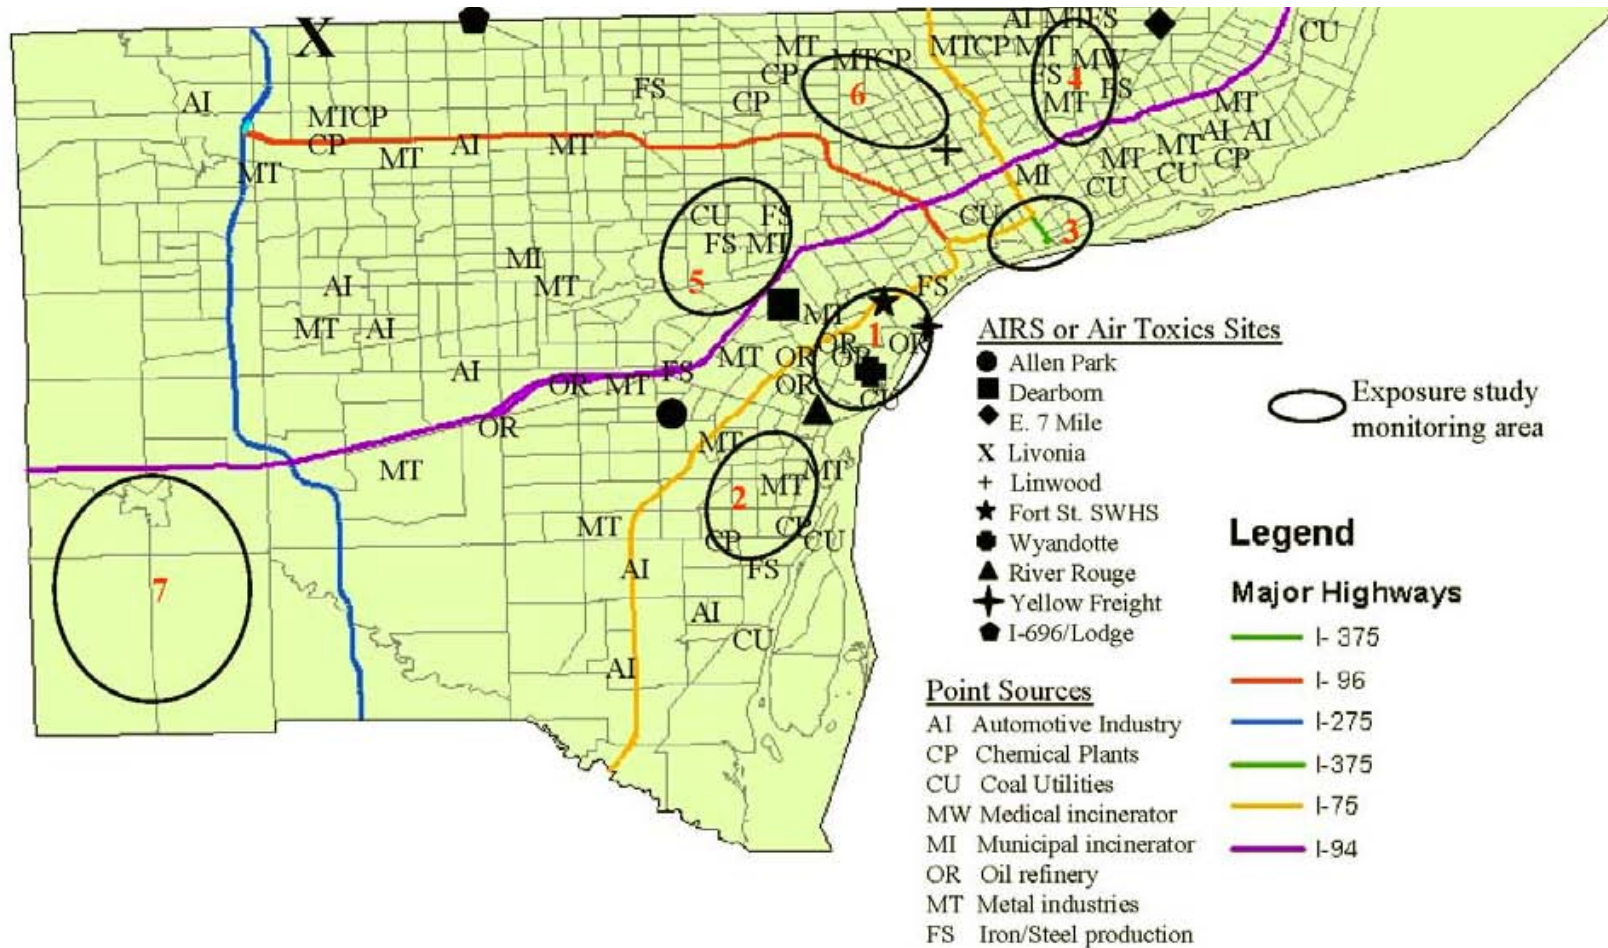 X
AI MTFS
CU
MT
MTCP
MTCP MT
MW
CP
FS
FS
4
FS
AI
CP
6
MT
MT
MTCP
CP
AI
MT
MT
AI AI
MT
MT
MT
CP
CU
CU
MT
MI
CU FS
CU
3
FS MT
MI
5
AI
MT
FS
MT
AI
MT
1
OR
OR
OR
MT
OR
AI
FS
OR
MT
OR
CU
OR
MT
MT
MT
MT
2
MT
CP
CP
CU
AI
FS
7
AI
CU
AI
AIRS or Air Toxics Sites
Allen Park
Dearborn
E. 7 Mile
X Livonia
Linwood
Fort St. SWHS
Wyandotte
River Rouge
Yellow Freight
I-696/Lodge
Exposure study
monitoring area
Point Sources
AI Automotive Industry
CP Chemical Plants
CU Coal Utilities
MW Medical incinerator
MI Municipal incinerator
OR Oil refinery
MT Metal industries
FS Iron/Steel production
Legend
Major Highways
I- 375
I- 96
I-275
I-375
I-75
I-94